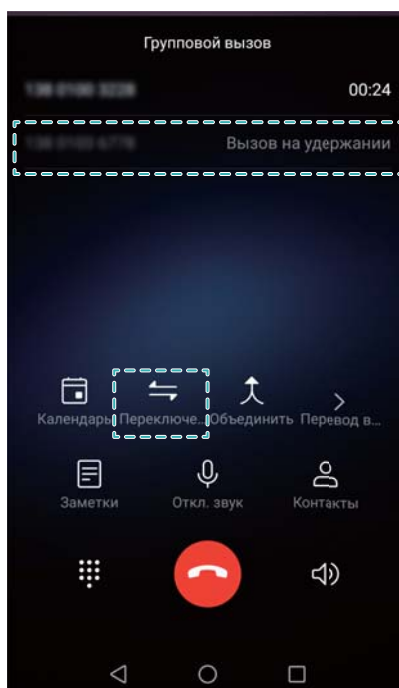 Групповой вызов
00:24
Вызов на удержании
Календарь Переключе... Объединить Перевод в...
Заметки Откл. звук Контакты